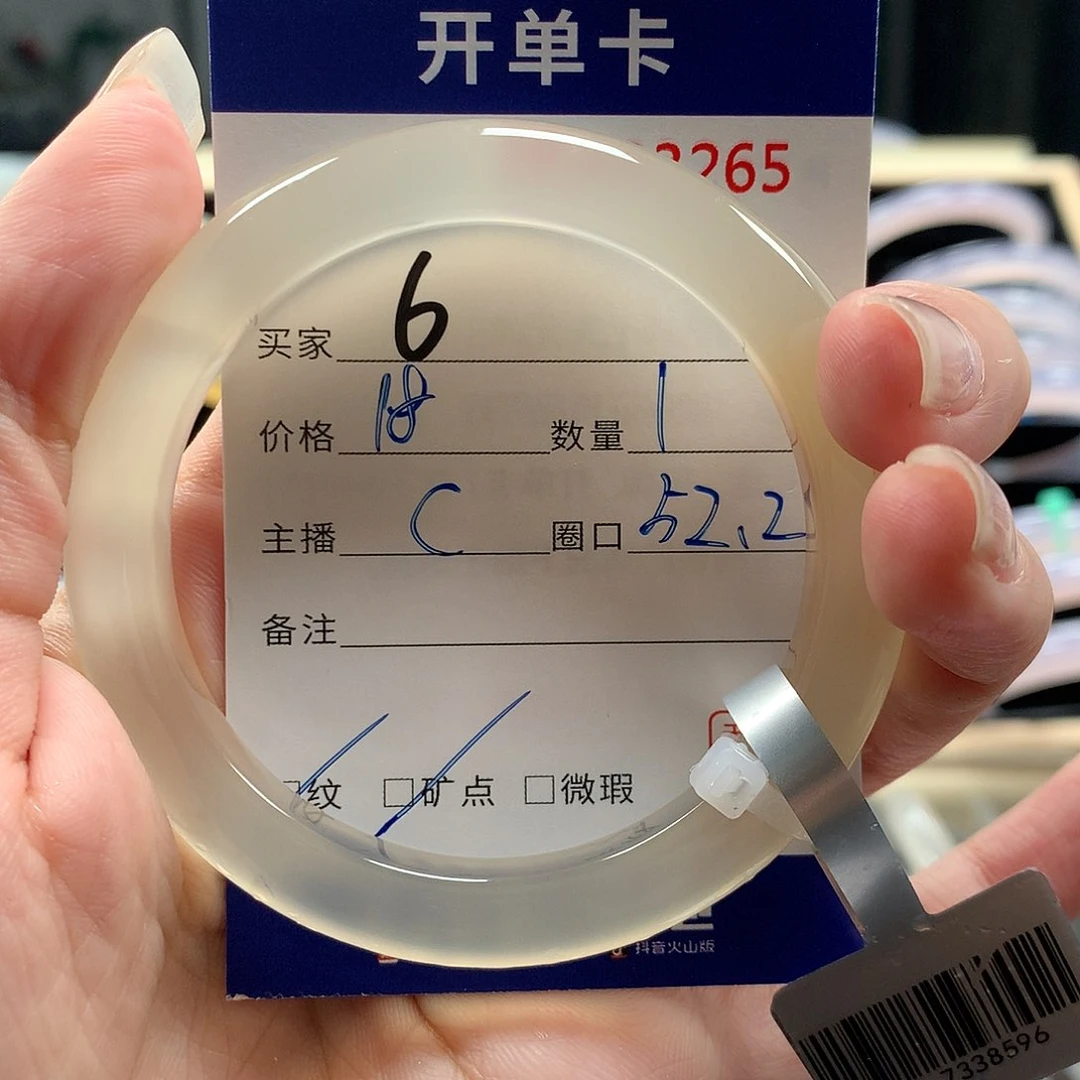 开单卡
2265
买家 6
价格 18 数量 1
主播 C 圈口 52.2
备注
纹 □矿点 □微瑕
抖音火山版
7338596